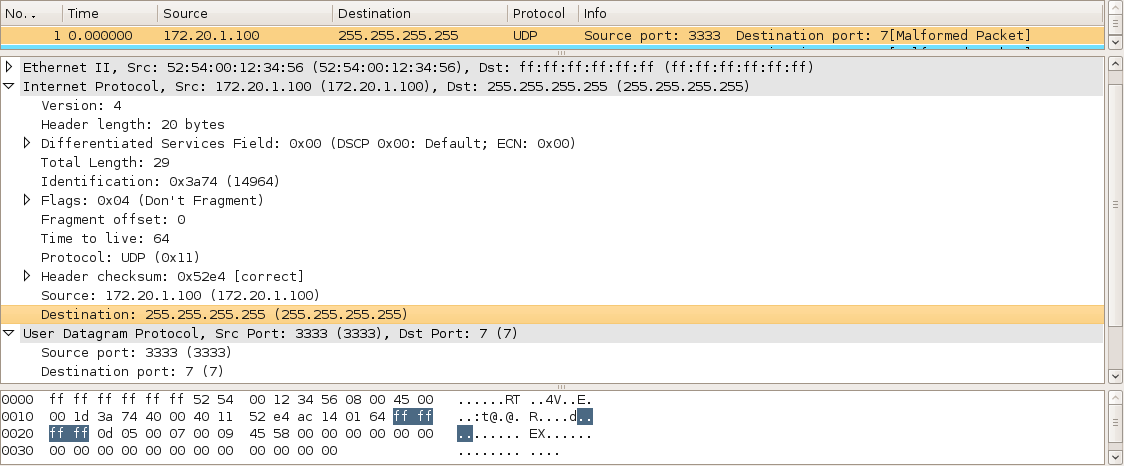 No. . Time Source Destination Protocol Info
1 0.000000 172.20.1.100 255.255.255.255 UDP Source port: 3333 Destination port: 7[Malformed Packet]
Ethernet II, Src: 52:54:00:12:34:56 (52:54:00:12:34:56), Dst: ff:ff:ff:ff:ff:ff (ff:ff:ff:ff:ff:ff)
Internet Protocol, Src: 172.20.1.100 (172.20.1.100), Dst: 255.255.255.255 (255.255.255.255)
Version: 4
Header length: 20 bytes
Differentiated Services Field: 0x00 (DSCP 0x00: Default; ECN: 0x00)
Total Length: 29
Identification: 0x3a74 (14964)
Flags: 0x04 (Don't Fragment)
Fragment offset: 0
Time to live: 64
Protocol: UDP (0x11)
Header checksum: 0x52e4 [correct]
Source: 172.20.1.100 (172.20.1.100)
Destination: 255.255.255.255 (255.255.255.255)
User Datagram Protocol, Src Port: 3333 (3333), Dst Port: 7 (7)
Source port: 3333 (3333)
Destination port: 7 (7)
0000 ff ff ff ff ff ff 52 54 00 12 34 56 08 00 45 00 ......RT ..4V..E.
0010 00 1d 3a 74 40 00 40 11 52 e4 ac 14 01 64 ff ff ..:t@.@. R....d..
0020 ff ff 0d 05 00 07 00 09 45 58 00 00 00 00 00 00 ........ EX......
0030 00 00 00 00 00 00 00 00 00 00 00 00 ........ ....